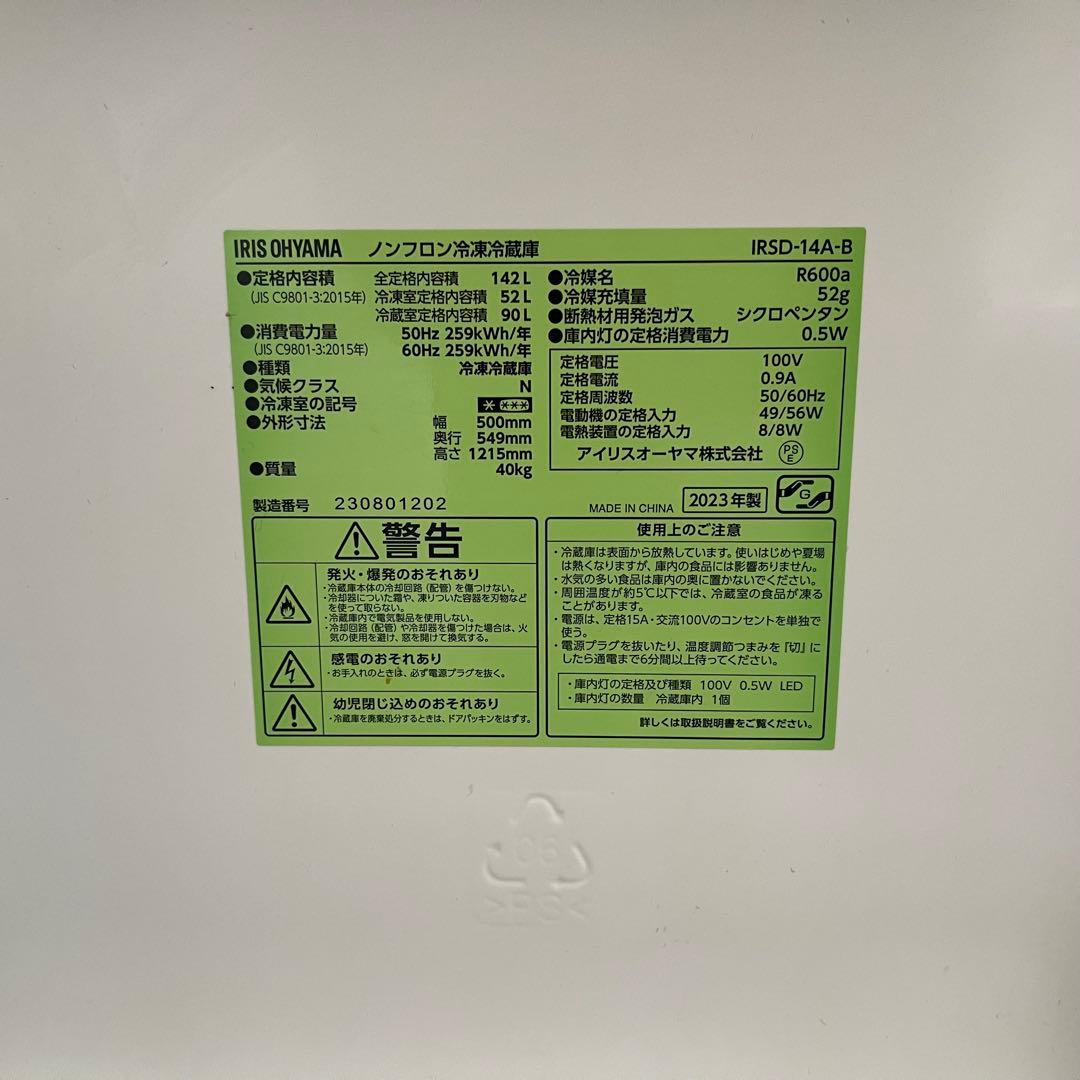 IRIS OHYAMA ノンフロン冷凍冷蔵庫 IRSD-14A-B
●定格内容積 全定格内容積 142L
(JIS C9801-3:2015年) 冷凍室定格内容積 52L
冷蔵室定格内容積 90L
●消費電力量 50Hz 259kWh/年
(JIS C9801-3:2015年) 60Hz 259kWh/年
●種類 冷凍冷蔵庫
●気候クラス N
●冷凍室の記号
●外形寸法 幅 500mm
奥行 549mm
高さ 1215mm
●質量 40kg
●冷媒名 R600a
●冷媒充填量 52g
●断熱材用発泡ガス シクロペンタン
●庫内灯の定格消費電力 0.5W
定格電圧 100V
定格電流 0.9A
定格周波数 50/60Hz
電動機の定格入力 49/56W
電熱装置の定格入力 8/8W
アイリスオーヤマ株式会社 PSE
製造番号 230801202
MADE IN CHINA 2023年製 G
警告
発火・爆発のおそれあり
・冷蔵庫本体の冷却回路(配管)を傷つけない。
・冷却器についた霜や、凍りついた容器を刃物など
を使って取らない。
・冷蔵庫内で電気製品を使用しない。
・冷却回路(配管)や冷却器を傷つけた場合は、火
気の使用を避け、窓を開けて換気する。
感電のおそれあり
・お手入れのときは、必ず電源プラグを抜く。
幼児閉じ込めのおそれあり
・冷蔵庫を廃棄処分するときは、ドアパッキンをはずす。
使用上のご注意
・冷蔵庫は表面から放熱しています。使いはじめや夏場
は熱くなりますが、庫内の食品には影響ありません。
・水気の多い食品は庫内の奥に置かないでください。
・周囲温度が約5℃以下では、冷蔵室の食品が凍る
ことがあります。
・電源は、定格15A・交流100Vのコンセントを単独で
使う。
・電源プラグを抜いたり、温度調節つまみを「切」に
したら通電まで6分間以上待ってください。
・庫内灯の定格及び種類 100V 0.5W LED
・庫内灯の数量 冷蔵庫内 1個
詳しくは取扱説明書をご覧ください。
06
>PS<